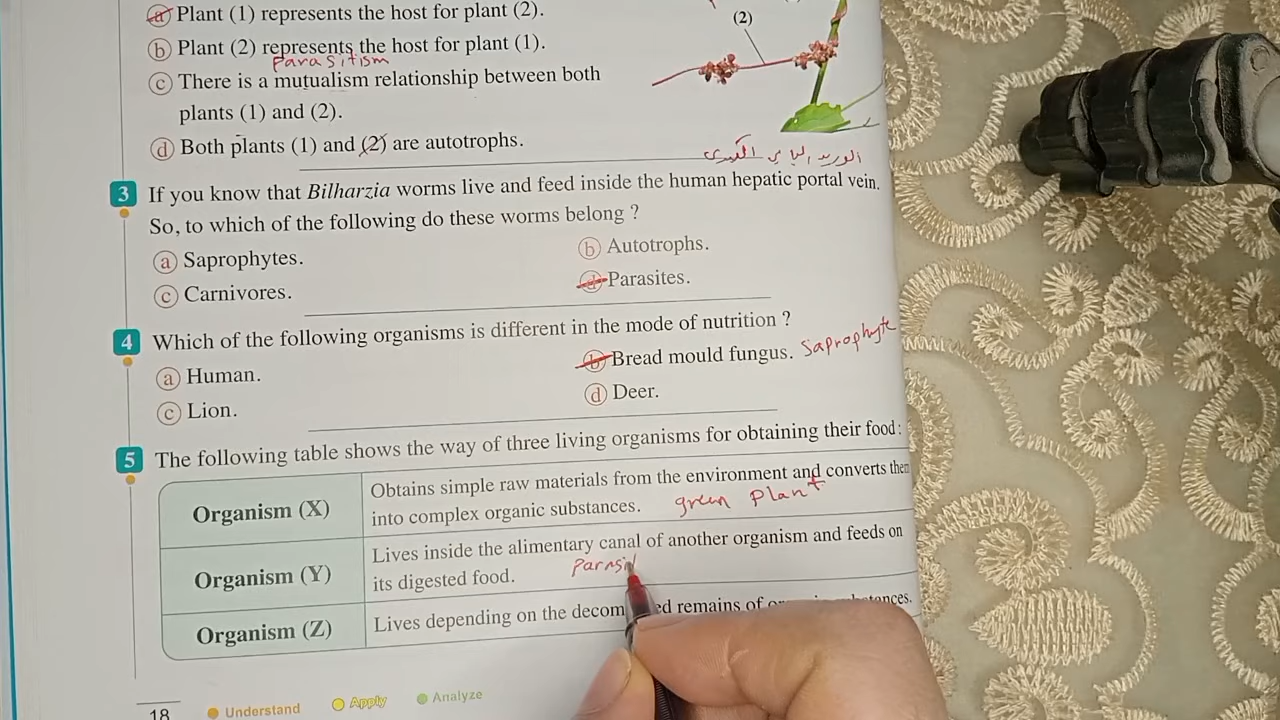 a Plant (1) represents the host for plant (2).
(2)
b Plant (2) represents the host for plant (1).
Parasitism
c There is a mutualism relationship between both
plants (1) and (2).
d Both plants (1) and (2) are autotrophs.
الوريد البابى الكبدى
3 If you know that Bilharzia worms live and feed inside the human hepatic portal vein.
So, to which of the following do these worms belong ?
a Saprophytes.
b Autotrophs.
c Carnivores.
d Parasites.
4 Which of the following organisms is different in the mode of nutrition ?
a Human.
b Bread mould fungus. Saprophyte
c Lion.
d Deer.
5 The following table shows the way of three living organisms for obtaining their food:
Organism (X)
Obtains simple raw materials from the environment and converts then
into complex organic substances. green plant
Organism (Y)
Lives inside the alimentary canal of another organism and feeds on
its digested food. parasi
Organism (Z)
Lives depending on the remains of
18 Understand Apply Analyze